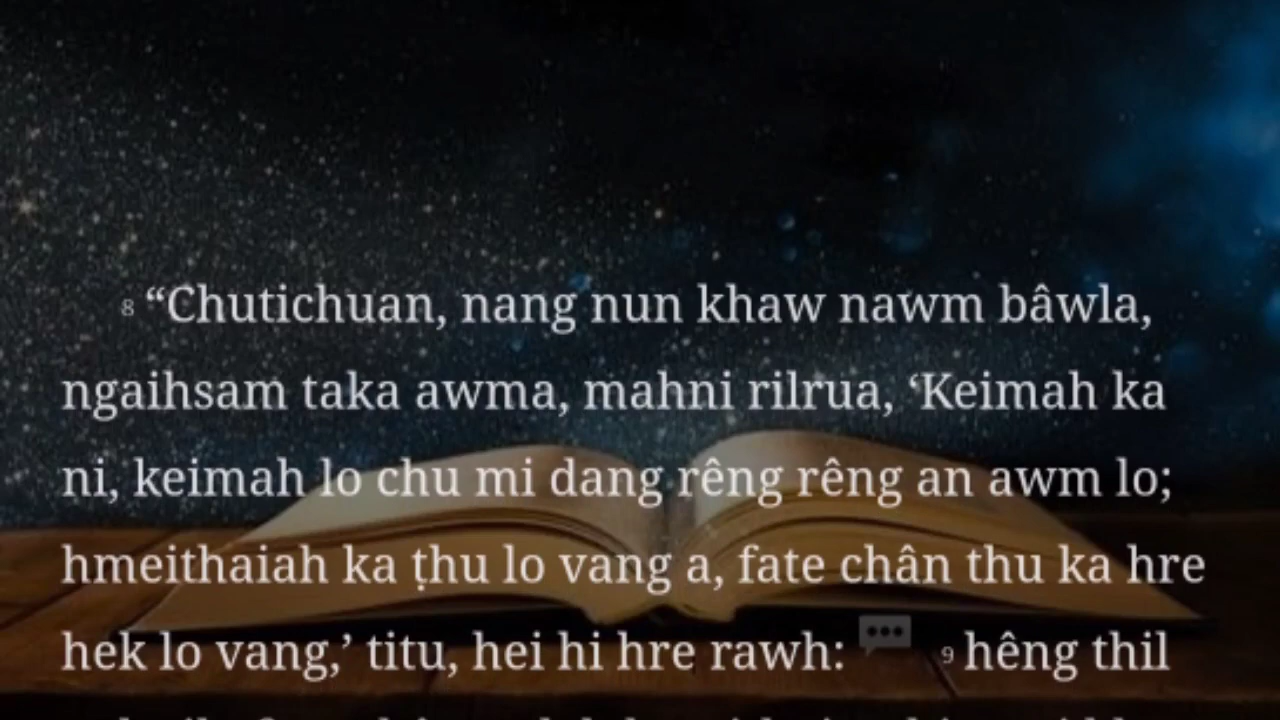 8 “Chutichuan, nang nun khaw nawm bâwla,
ngaihsam taka awma, mahni rilrua, ‘Keimah ka
ni, keimah lo chu mi dang rêng rêng an awm lo;
hmeithaiah ka ṭhu lo vang a, fate chân thu ka hre
hek lo vang,’ titu, hei hi hre rawh: 9 hêng thil